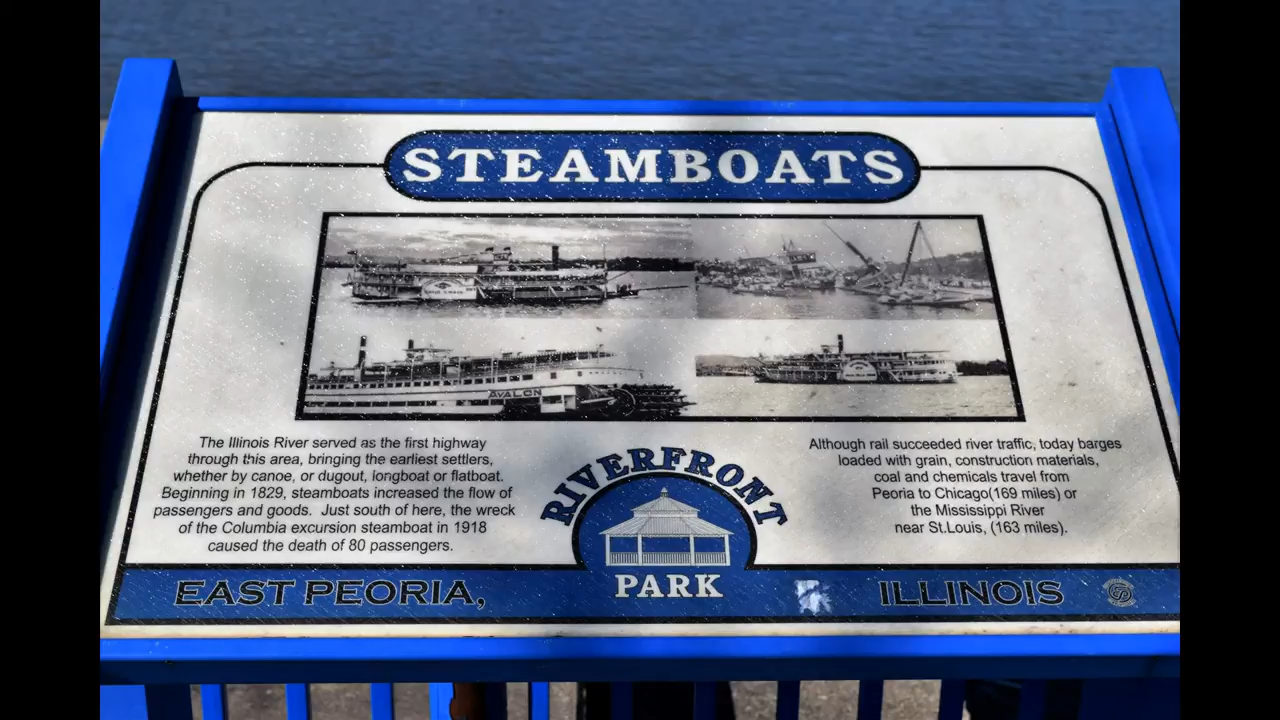 STEAMBOATS
AVALON
The Illinois River served as the first highway
through this area, bringing the earliest settlers,
whether by canoe, or dugout, longboat or flatboat.
Beginning in 1829, steamboats increased the flow of
passengers and goods. Just south of here, the wreck
of the Columbia excursion steamboat in 1918
caused the death of 80 passengers.
RIVERFRONT
PARK
Although rail succeeded river traffic, today barges
loaded with grain, construction materials,
coal and chemicals travel from
Peoria to Chicago(169 miles) or
the Mississippi River
near St.Louis, (163 miles).
EAST PEORIA, ILLINOIS